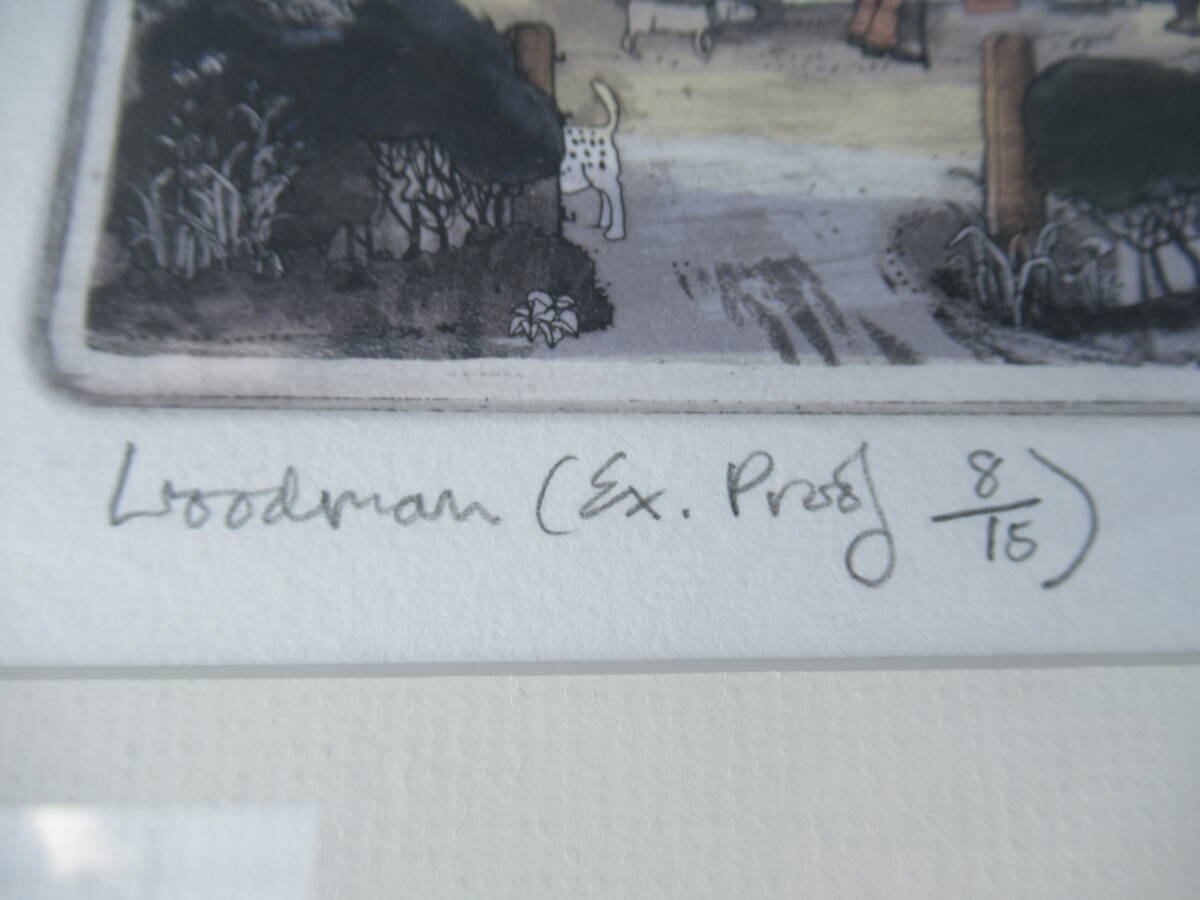 Woodman (Ex. Proof 8/15)